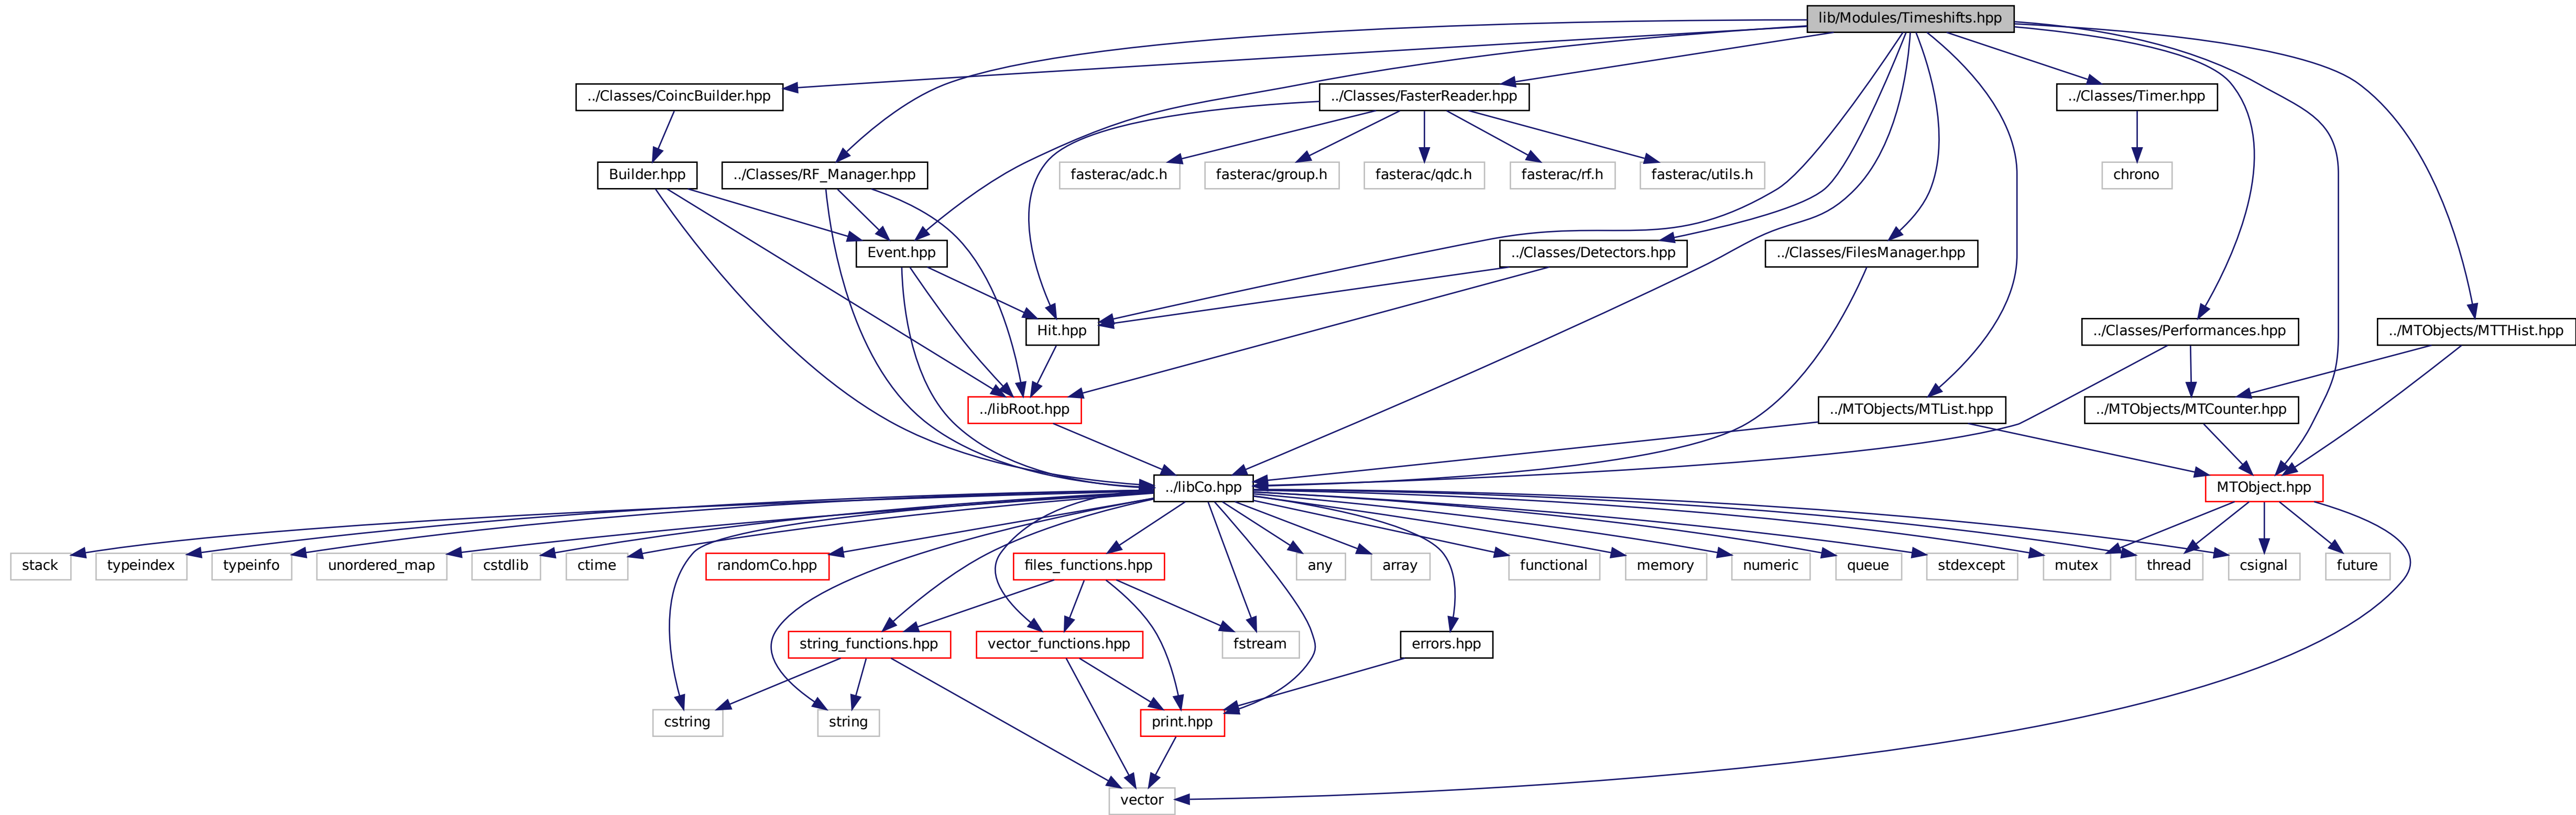 lib/Modules/Timeshifts.hpp
../Classes/CoincBuilder.hpp
../Classes/FasterReader.hpp
../Classes/Timer.hpp
Builder.hpp
../Classes/RF_Manager.hpp
fasterac/adc.h
fasterac/group.h
fasterac/qdc.h
fasterac/rf.h
fasterac/utils.h
chrono
Event.hpp
../Classes/Detectors.hpp
../Classes/FilesManager.hpp
Hit.hpp
../Classes/Performances.hpp
../MTObjects/MTTHist.hpp
../libRoot.hpp
../MTObjects/MTList.hpp
../MTObjects/MTCounter.hpp
../libCo.hpp
MTObject.hpp
stack
typeindex
typeinfo
unordered_map
cstdlib
ctime
randomCo.hpp
files_functions.hpp
any
array
functional
memory
numeric
queue
stdexcept
mutex
thread
csignal
future
string_functions.hpp
vector_functions.hpp
fstream
errors.hpp
cstring
string
print.hpp
vector